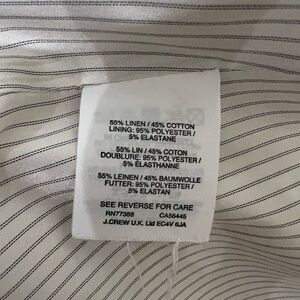 55% LINEN / 45% COTTON
LINING: 95% POLYESTER /
5% ELASTANE
55% LIN / 45% COTON
DOUBLURE: 95% POLYESTER /
5% ELASTHANNE
55% LEINEN / 45% BAUMWOLLE
FUTTER: 95% POLYESTER /
5% ELASTAN
SEE REVERSE FOR CARE
RN77388 CA56445
J.CREW U.K. Ltd EC4V 6JA